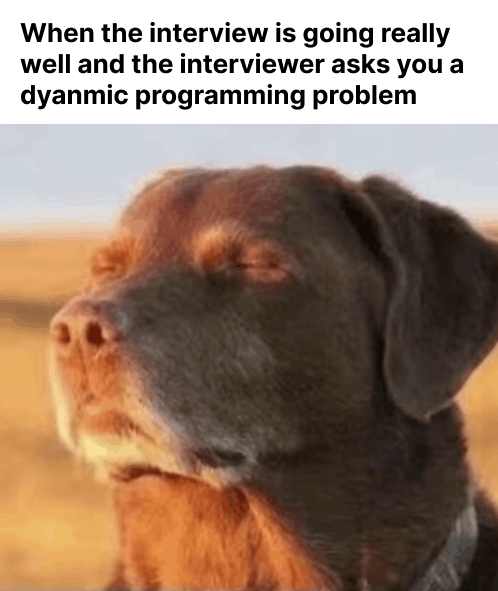 When the interview is going really
well and the interviewer asks you a
dyanmic programming problem